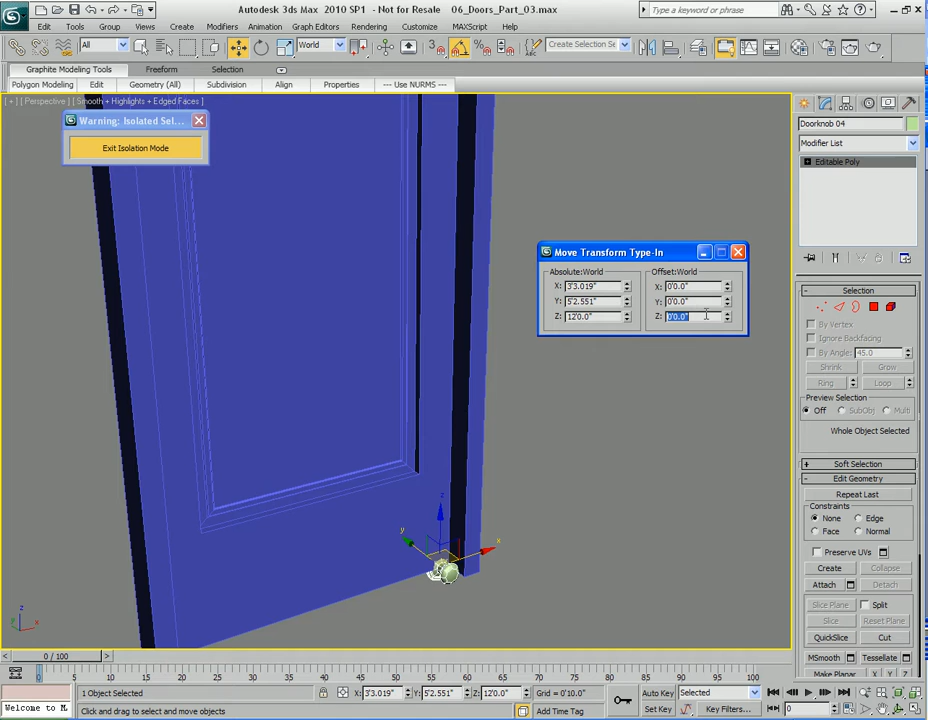 Autodesk 3ds Max 2010 SP1 - Not for Resale 06_Doors_Part_03.max
Type a keyword or phrase
Edit Tools Group Views Create Modifiers Animation Graph Editors Rendering Customize MAXScript Help
All World Create Selection Se
Graphite Modeling Tools Freeform Selection
Polygon Modeling Edit Geometry (All) Subdivision Align Properties --- Use NURMS ---
[ + ] [ Perspective ] [ Smooth + Highlights + Edged Faces ]
Warning: Isolated Sel...
Exit Isolation Mode
Doorknob 04
Modifier List
Editable Poly
Move Transform Type-In
Absolute:World Offset:World
X: 3'3.019" X: 0'0.0"
Y: 5'2.551" Y: 0'0.0"
Z: 12'0.0" Z: 0'0.0"
Selection
By Vertex
Ignore Backfacing
By Angle: 45.0
Shrink Grow
Ring Loop
Preview Selection
Off SubObj Multi
Whole Object Selected
Soft Selection
Edit Geometry
Repeat Last
Constraints
None Edge
Face Normal
Preserve UVs
Create Collapse
Attach Detach
Slice Plane Split
Slice Reset Plane
QuickSlice Cut
MSmooth Tessellate
Make Planar X Y Z
z
y
x
z
x
0 / 100
0 5 10 15 20 25 30 35 40 45 50 55 60 65 70 75 80 85 90 95 100
1 Object Selected X: 3'3.019" Y: 5'2.551" Z: 12'0.0" Grid = 0'10.0" Auto Key Selected
Welcome to M Click and drag to select and move objects Add Time Tag Set Key Key Filters... 0